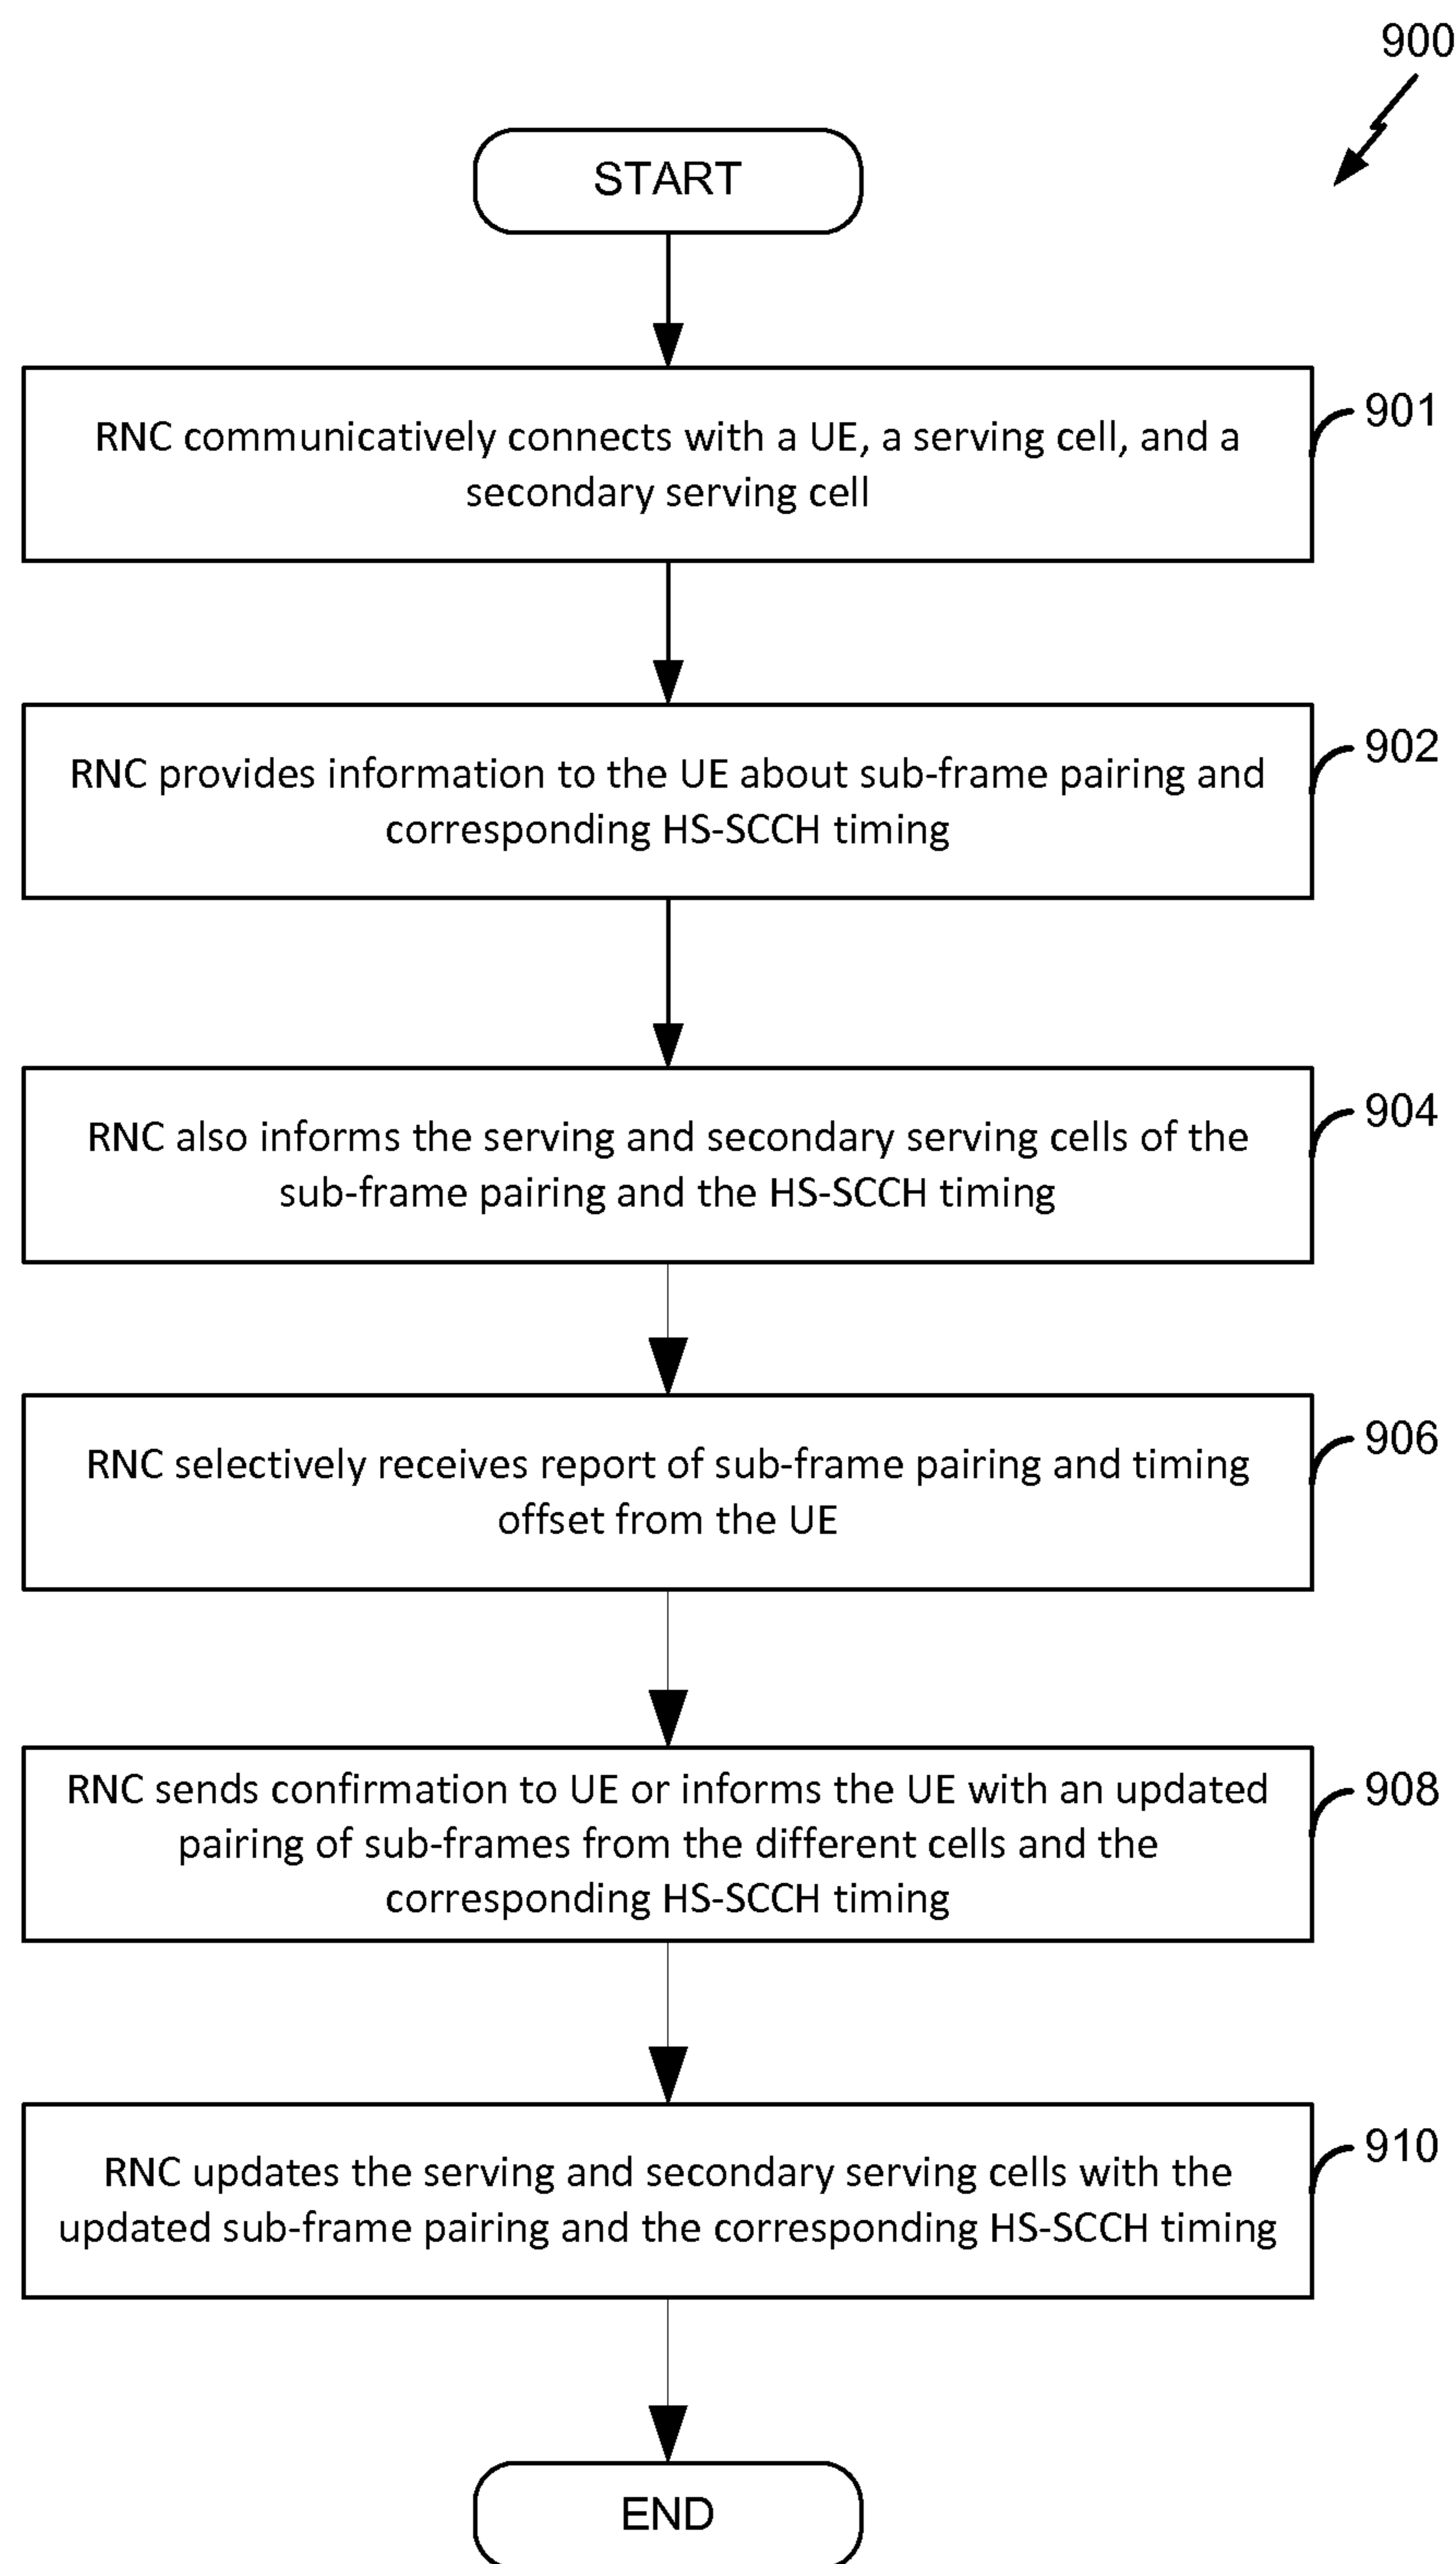 900
START
RNC communicatively connects with a UE, a serving cell, and a
secondary serving cell
901
RNC provides information to the UE about sub-frame pairing and
corresponding HS-SCCH timing
902
RNC also informs the serving and secondary serving cells of the
sub-frame pairing and the HS-SCCH timing
904
RNC selectively receives report of sub-frame pairing and timing
offset from the UE
906
RNC sends confirmation to UE or informs the UE with an updated
pairing of sub-frames from the different cells and the
corresponding HS-SCCH timing
908
RNC updates the serving and secondary serving cells with the
updated sub-frame pairing and the corresponding HS-SCCH timing
910
END